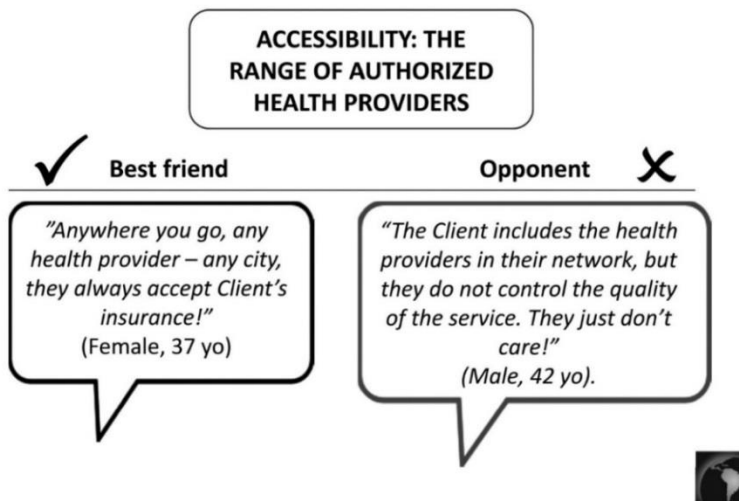 ACCESSIBILITY: THE
RANGE OF AUTHORIZED
HEALTH PROVIDERS
Best friend
Opponent
”Anywhere you go, any
health provider – any city,
they always accept Client’s
insurance!”
(Female, 37 yo)
“The Client includes the health
providers in their network, but
they do not control the quality
of the service. They just don’t
care!”
(Male, 42 yo).